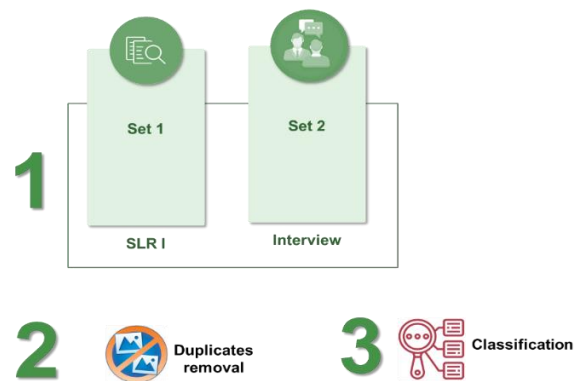 Set 1
Set 2
1
SLR I
Interview
2
Duplicates
removal
3
Classification